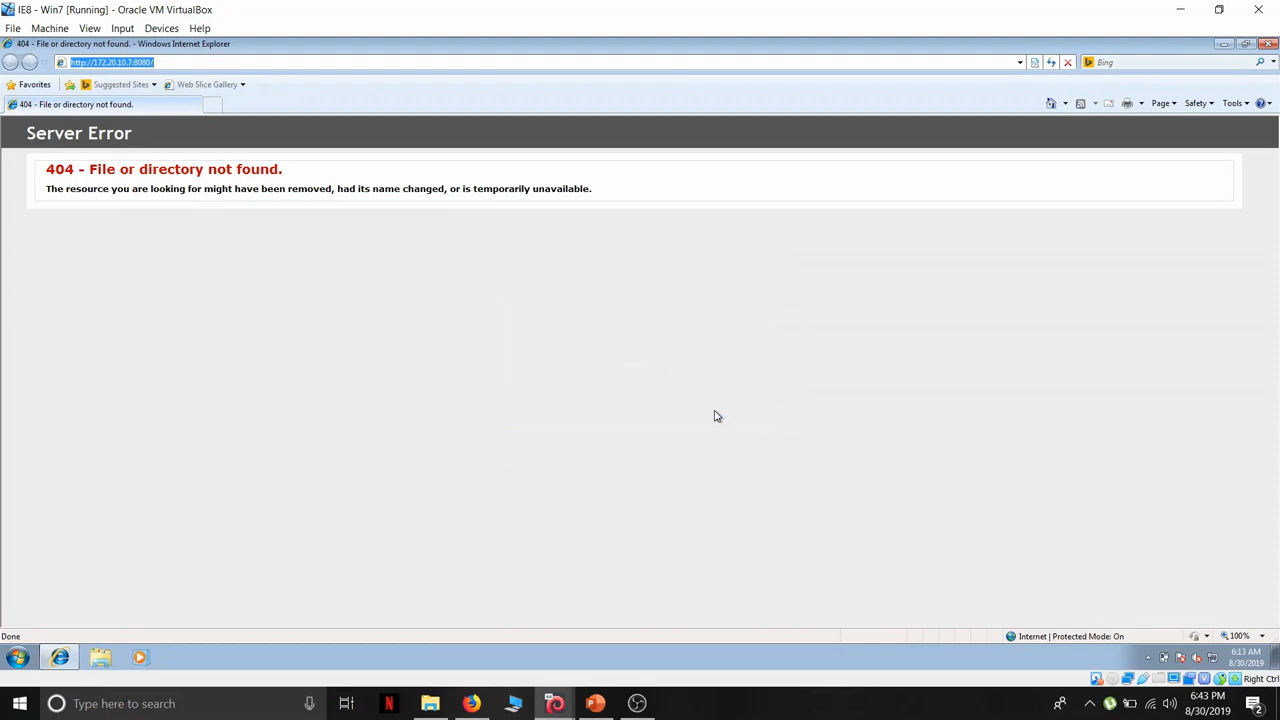 IE8 - Win7 [Running] - Oracle VM VirtualBox
File Machine View Input Devices Help
404 - File or directory not found. - Windows Internet Explorer
http://172.20.10.7:8080/
Bing
Favorites Suggested Sites Web Slice Gallery
404 - File or directory not found.
Page Safety Tools
Server Error
404 - File or directory not found.
The resource you are looking for might have been removed, had its name changed, or is temporarily unavailable.
Done
Internet | Protected Mode: On
100%
6:13 AM
8/30/2019
Right Ctrl
Type here to search
6:43 PM
8/30/2019
2